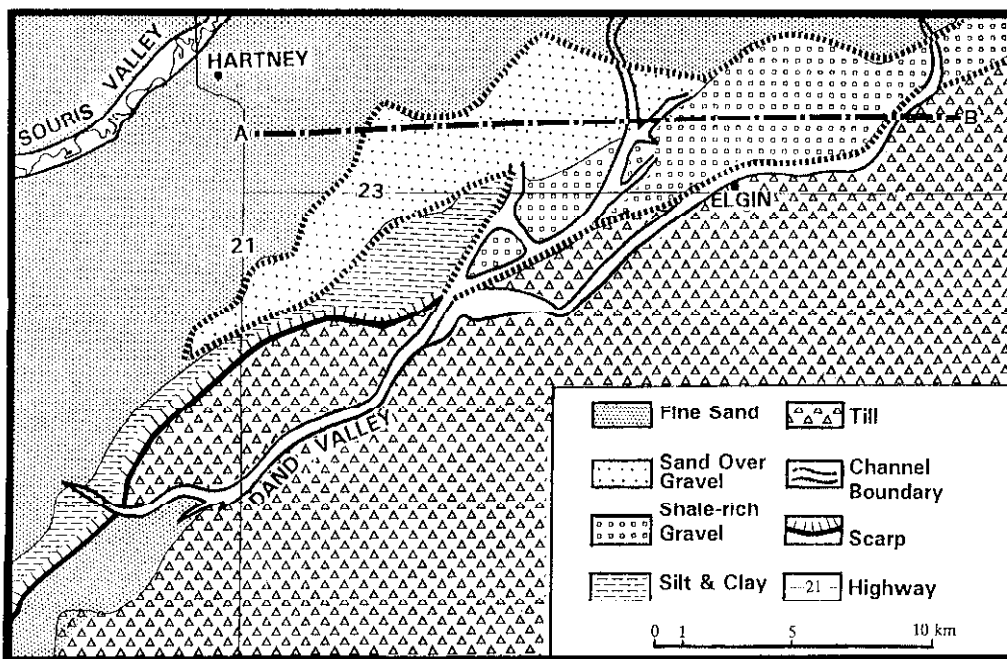 SOURIS VALLEY
HARTNEY
A
B
23
ELGIN
21
DAND VALLEY
Fine Sand
Till
Sand Over
Gravel
Channel
Boundary
Shale-rich
Gravel
Scarp
Silt & Clay
21
Highway
0 1 5 10 km